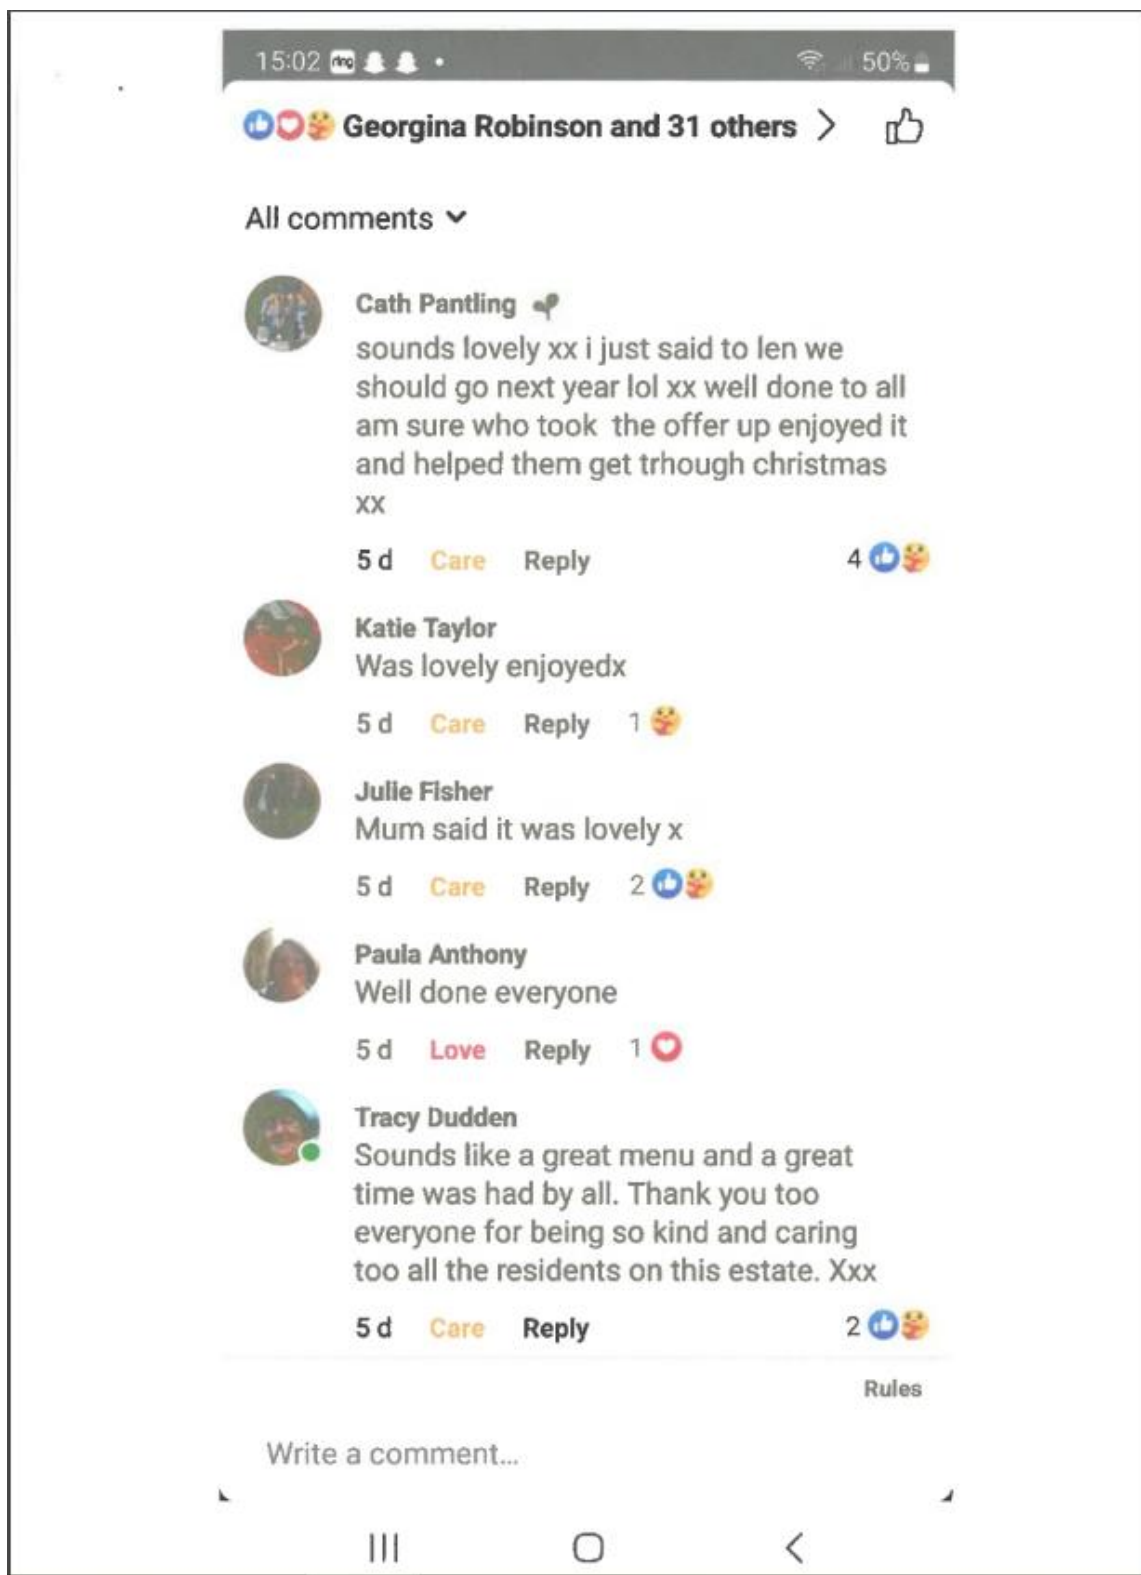 15:02 ring 50%
Georgina Robinson and 31 others
All comments
Cath Pantling
sounds lovely xx i just said to len we
should go next year lol xx well done to all
am sure who took the offer up enjoyed it
and helped them get trhough christmas
xx
5 d Care Reply 4
Katie Taylor
Was lovely enjoyedx
5 d Care Reply 1
Julie Fisher
Mum said it was lovely x
5 d Care Reply 2
Paula Anthony
Well done everyone
5 d Love Reply 1
Tracy Dudden
Sounds like a great menu and a great
time was had by all. Thank you too
everyone for being so kind and caring
too all the residents on this estate. Xxx
5 d Care Reply 2
Rules
Write a comment...